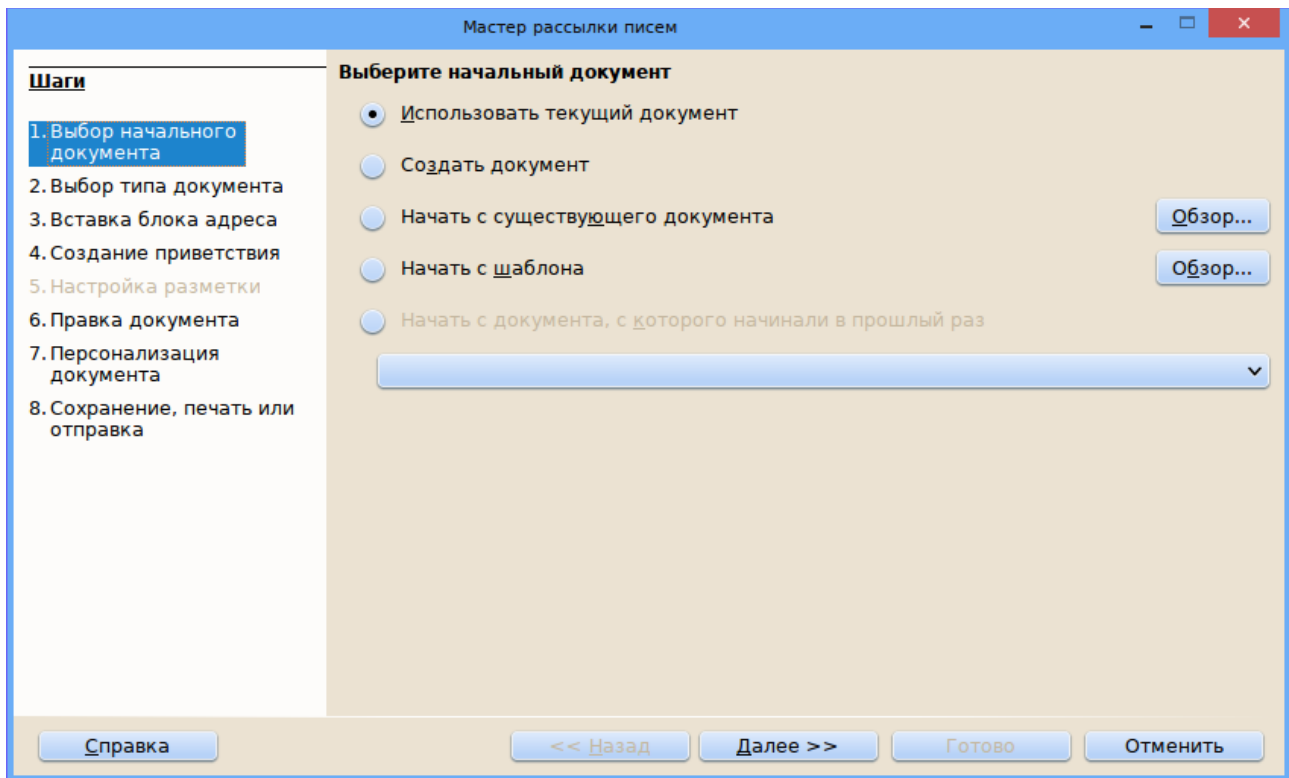 Мастер рассылки писем
Шаги
1. Выбор начального
документа
2. Выбор типа документа
3. Вставка блока адреса
4. Создание приветствия
5. Настройка разметки
6. Правка документа
7. Персонализация
документа
8. Сохранение, печать или
отправка
Выберите начальный документ
Использовать текущий документ
Создать документ
Начать с существующего документа
Обзор...
Начать с шаблона
Обзор...
Начать с документа, с которого начинали в прошлый раз
Справка
<< Назад
Далее >>
Готово
Отменить